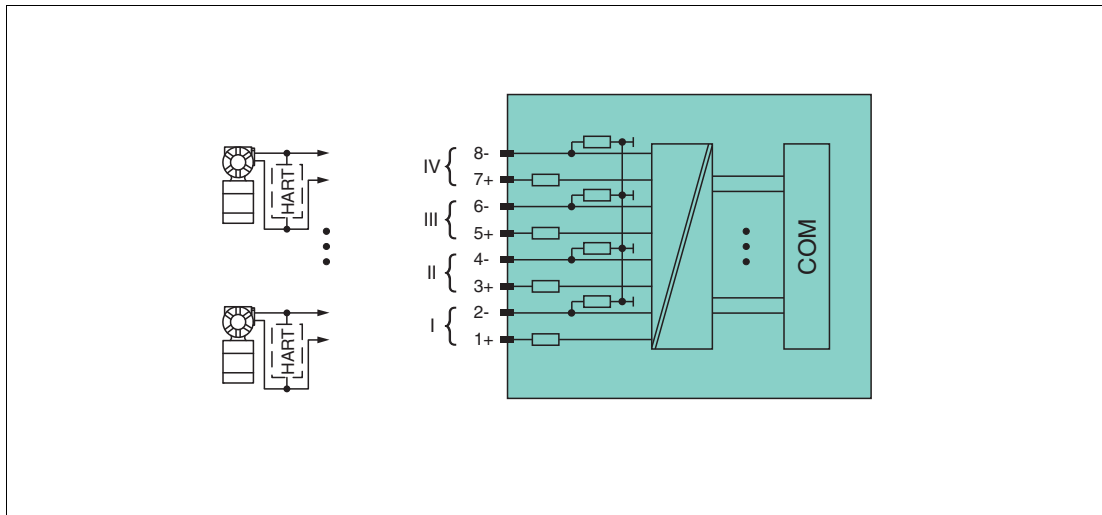 HART
HART
IV
8-
7+
III
6-
5+
II
4-
3+
I
2-
1+
COM